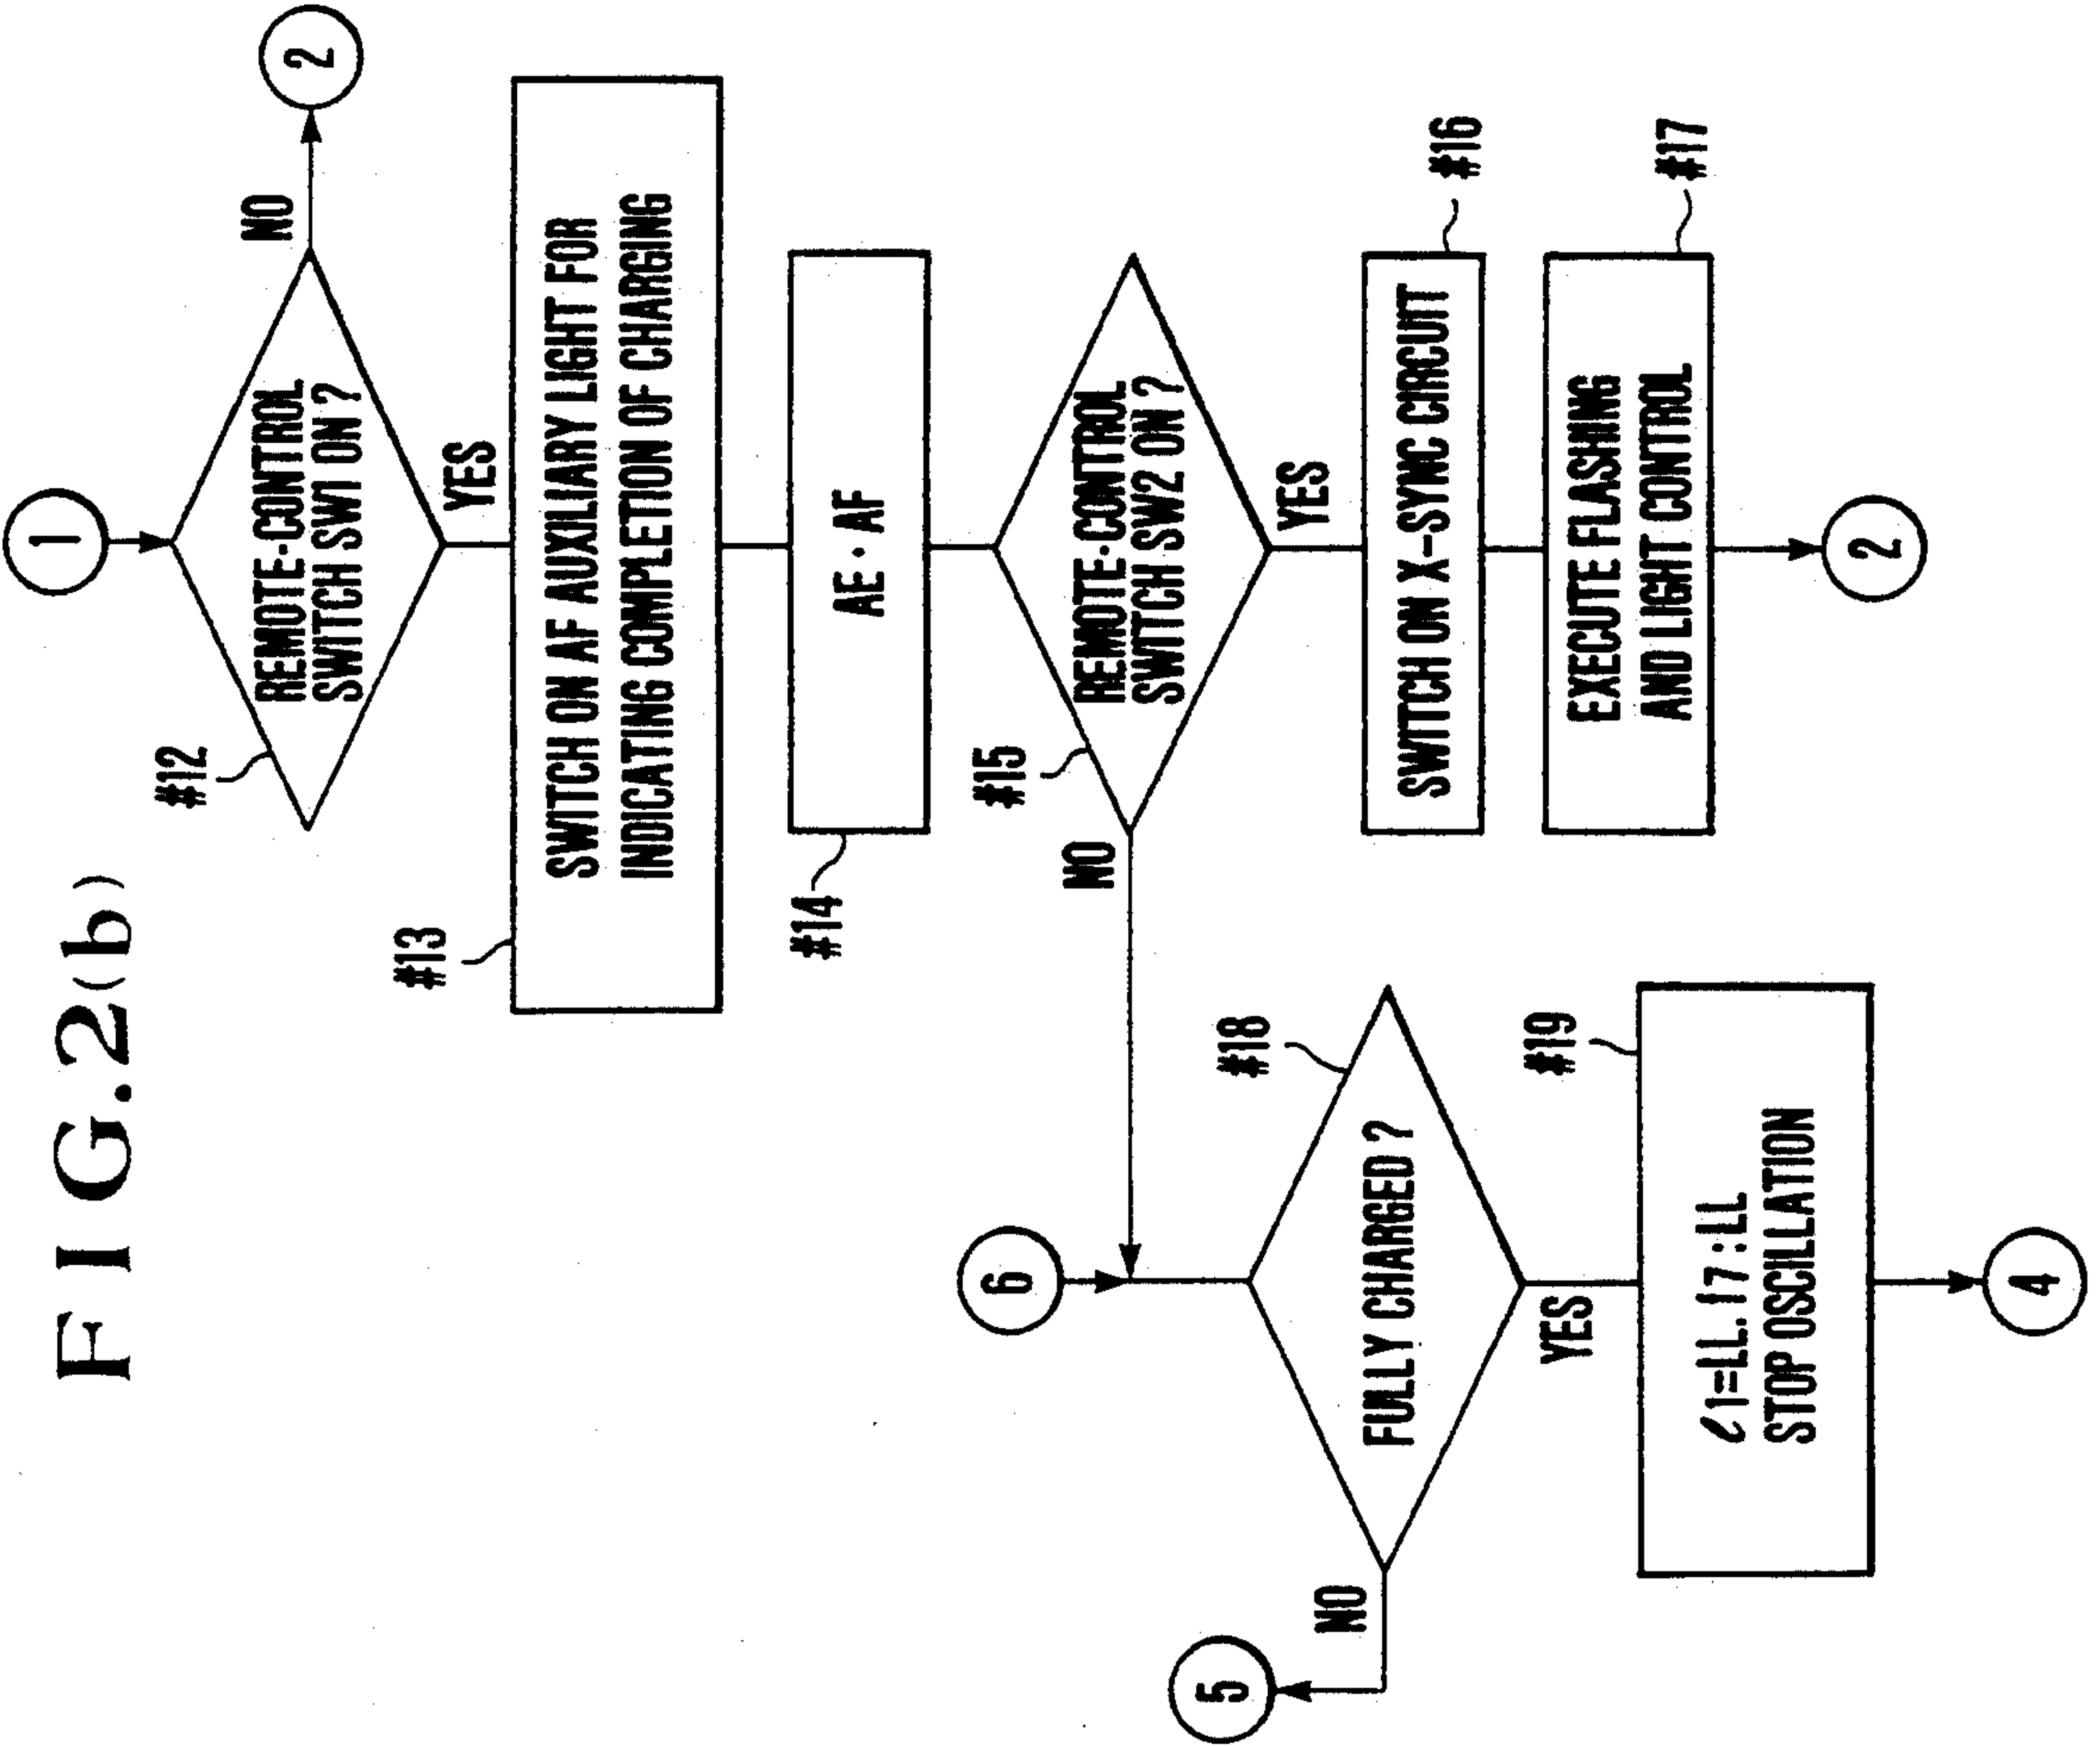 FIG.2(b)
1
#12
REMOTE-CONTROL
SWITCH SW1 ON ?
NO
2
YES
#13
SWITCH ON AF AUXILIARY LIGHT FOR
INDICATING COMPLETION OF CHARGING
#14
AE·AF
#15
REMOTE-CONTROL
SWITCH SW2 ON ?
NO
YES
SWITCH ON X-SYNC CIRCUIT
#16
EXECUTE FLASHING
AND LIGHT CONTROL
#17
2
6
#18
FULLY CHARGED ?
NO
5
YES
#19
ℓ1=LL.17:LL
STOP OSCILLATION
4